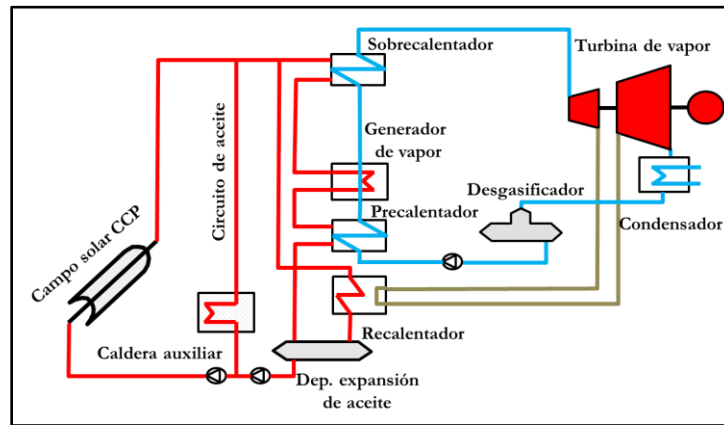 Sobrecalentador
Turbina de vapor
Generador
de vapor
Circuito de aceite
Desgasificador
Precalentador
Condensador
Campo solar CCP
Recalentador
Caldera auxiliar
Dep. expansión
de aceite